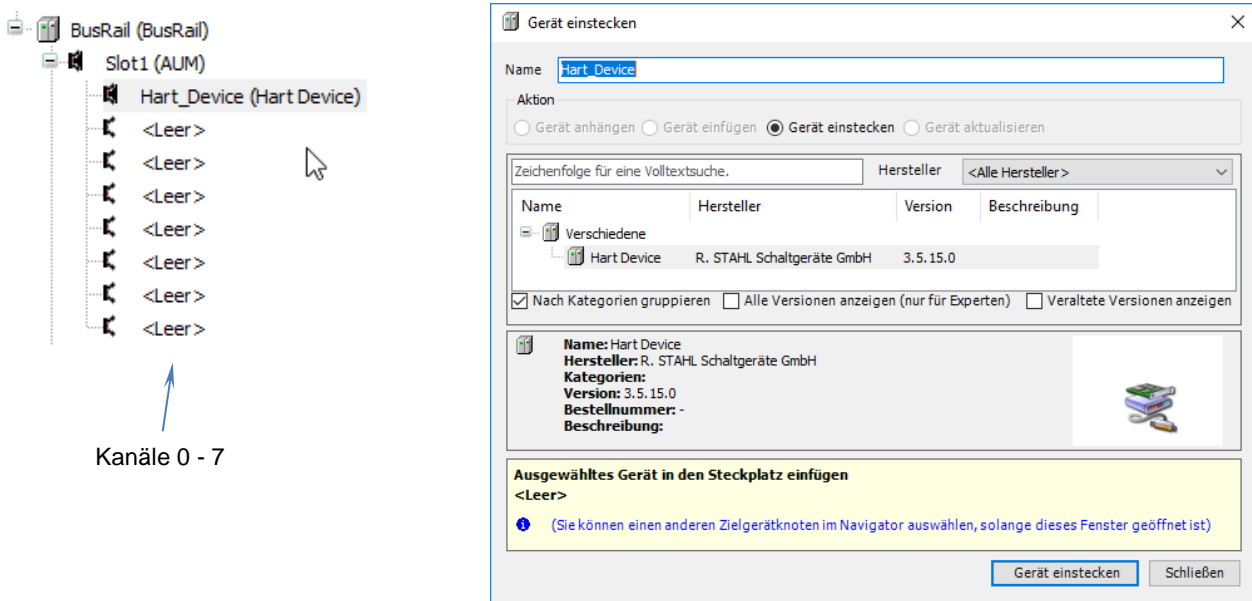 BusRail (BusRail)
Slot1 (AUM)
Hart_Device (Hart Device)
<Leer>
<Leer>
<Leer>
<Leer>
<Leer>
<Leer>
<Leer>
Kanäle 0 - 7
Gerät einstecken
Name Hart_Device
Aktion
Gerät anhängen Gerät einfügen Gerät einstecken Gerät aktualisieren
Zeichenfolge für eine Volltextsuche. Hersteller <Alle Hersteller>
Name Hersteller Version Beschreibung
Verschiedene
Hart Device R. STAHL Schaltgeräte GmbH 3.5.15.0
Nach Kategorien gruppieren Alle Versionen anzeigen (nur für Experten) Veraltete Versionen anzeigen
Name: Hart Device
Hersteller: R. STAHL Schaltgeräte GmbH
Kategorien:
Version: 3.5.15.0
Bestellnummer: -
Beschreibung:
Ausgewähltes Gerät in den Steckplatz einfügen
<Leer>
(Sie können einen anderen Zielgerätknoten im Navigator auswählen, solange dieses Fenster geöffnet ist)
Gerät einstecken Schließen